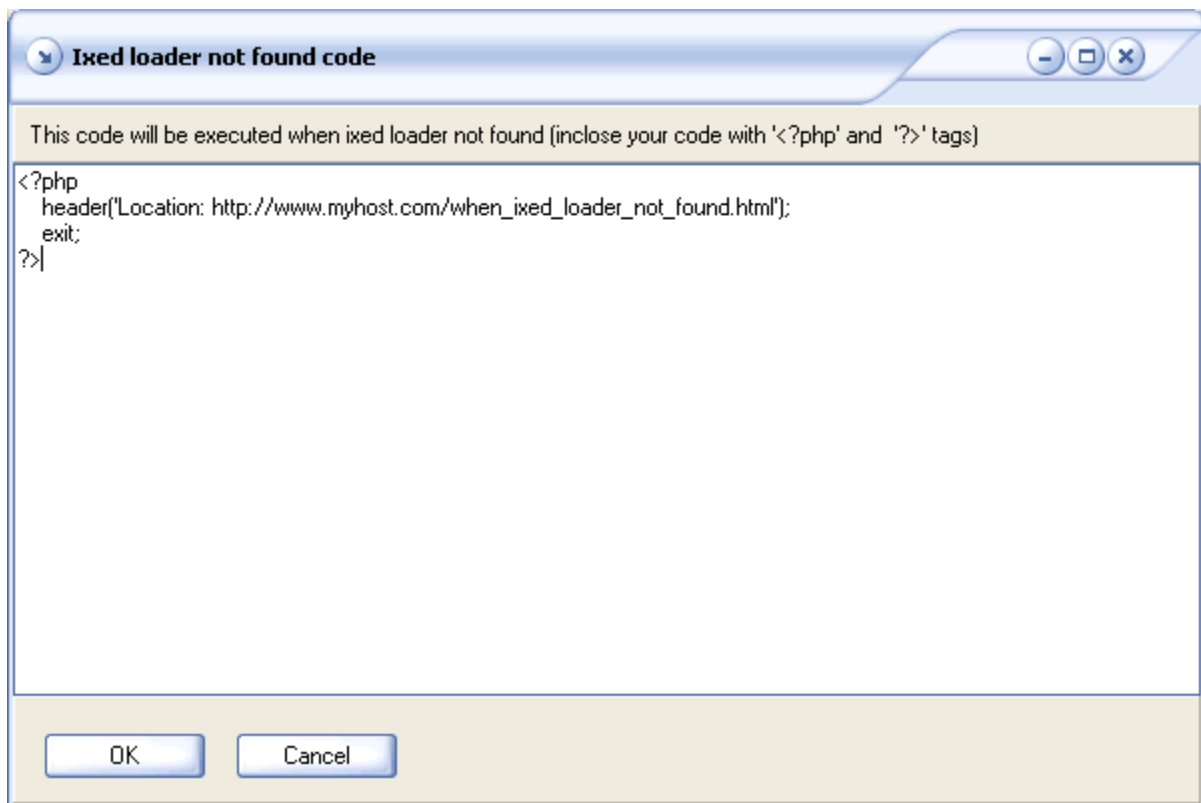 Ixed loader not found code
This code will be executed when ixed loader not found (inclose your code with '<?php' and '?>' tags)
<?php
header('Location: http://www.myhost.com/when_ixed_loader_not_found.html');
exit;
?>
OK
Cancel